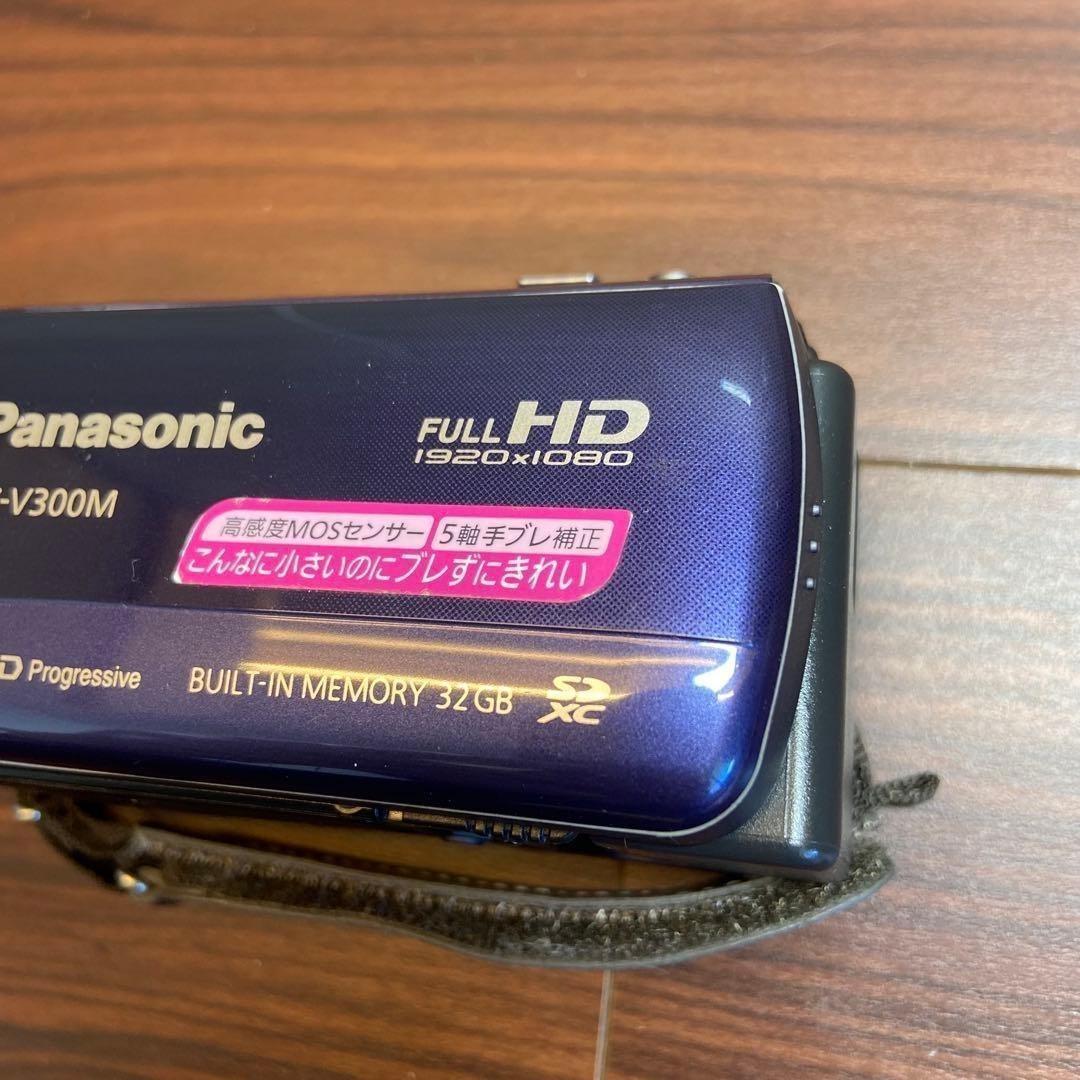 Panasonic
FULL HD
1920x1080
-V300M
高感度MOSセンサー 5軸手ブレ補正
こんなに小さいのにブレずにきれい
D Progressive
BUILT-IN MEMORY 32GB
SD
XC